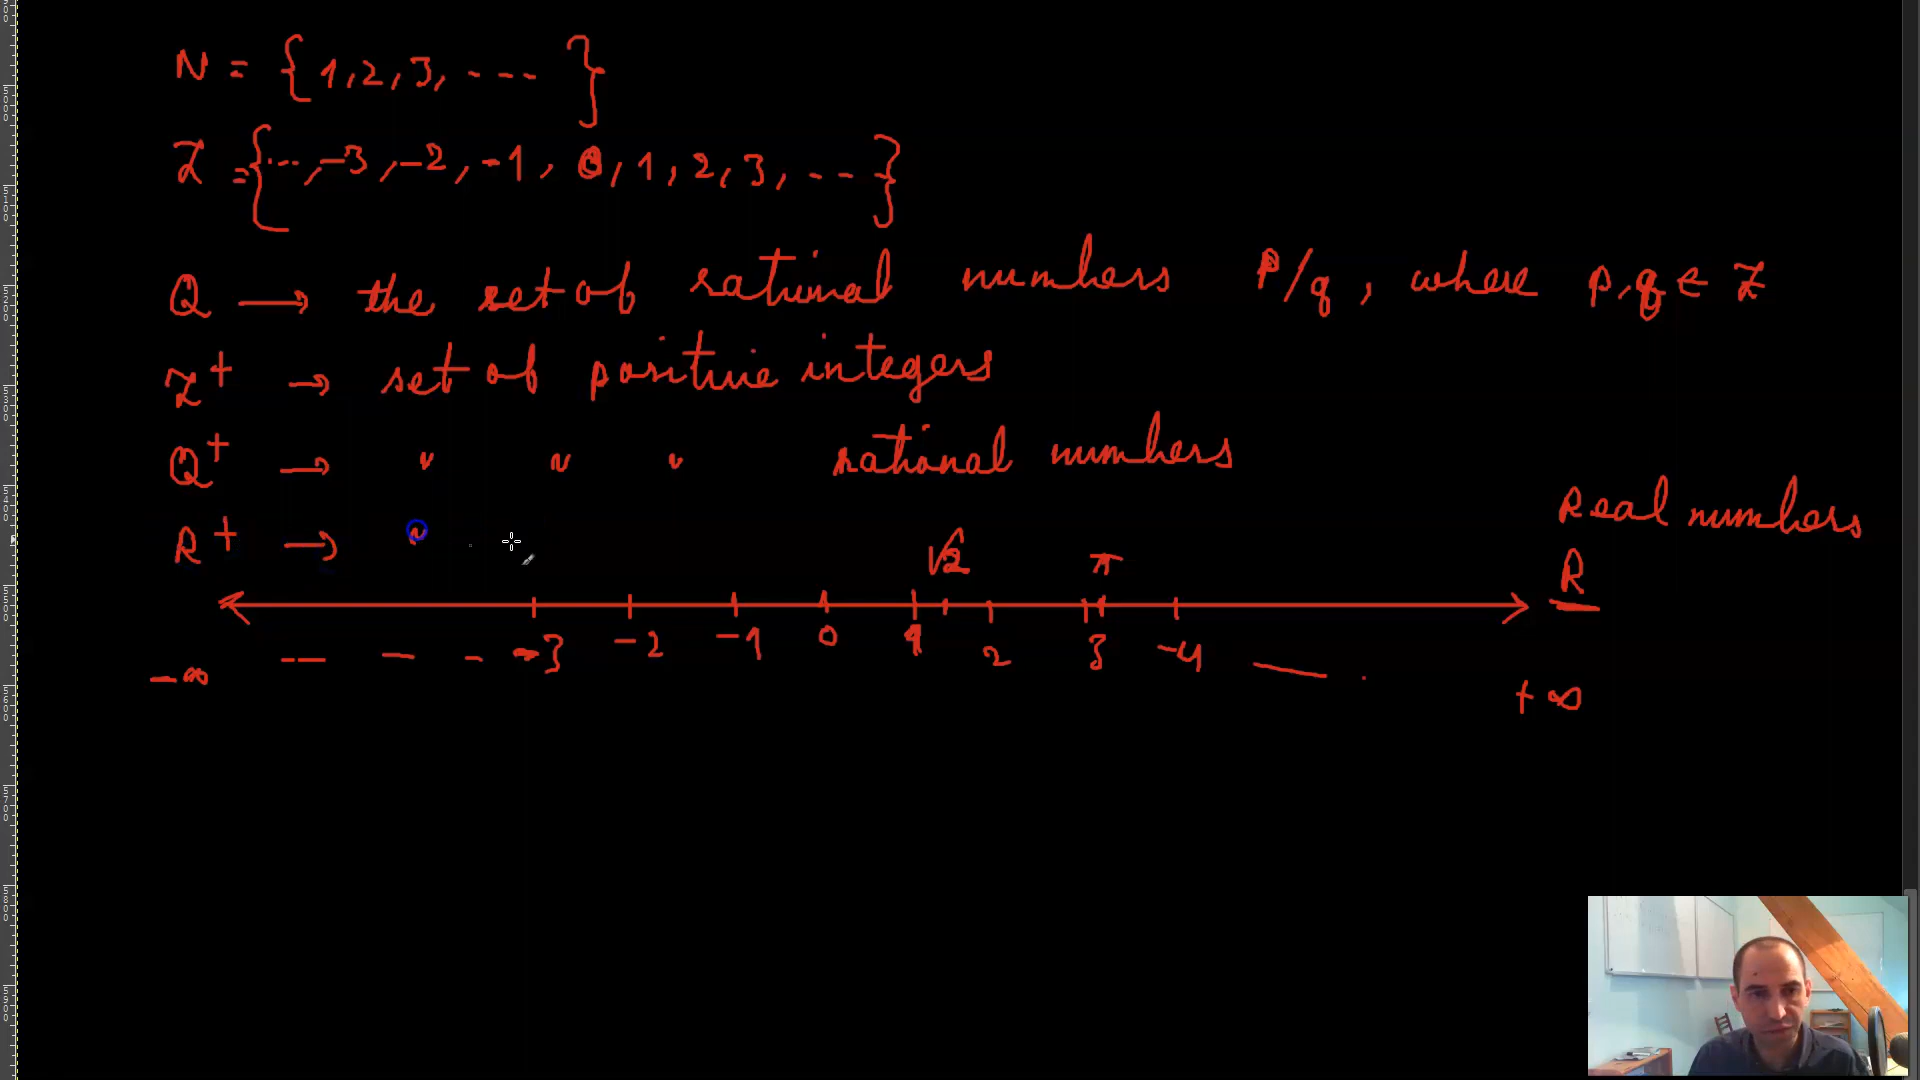 N = {1, 2, 3, ---- }
Z = {..., -3, -2, -1, 0, 1, 2, 3, --- }
Q → the set of rational numbers P/q, where p, q ∈ Z
Z+ → set of positive integers
Q+ → " " " rational numbers
R+ → "
Real numbers
R
√2 π
-3 -2 -1 0 1 2 3 -4
-∞ +∞